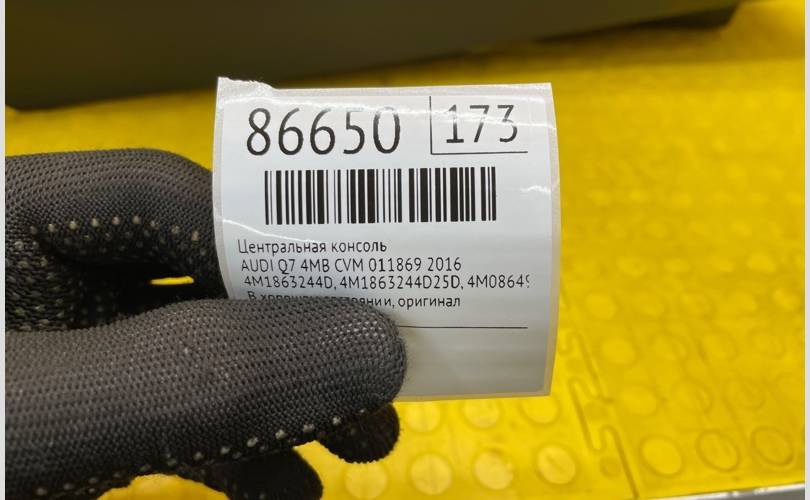 86650 173
Центральная консоль
AUDI Q7 4MB CVM 011869 2016
4M1863244D, 4M1863244D25D, 4M08649
В оригинал